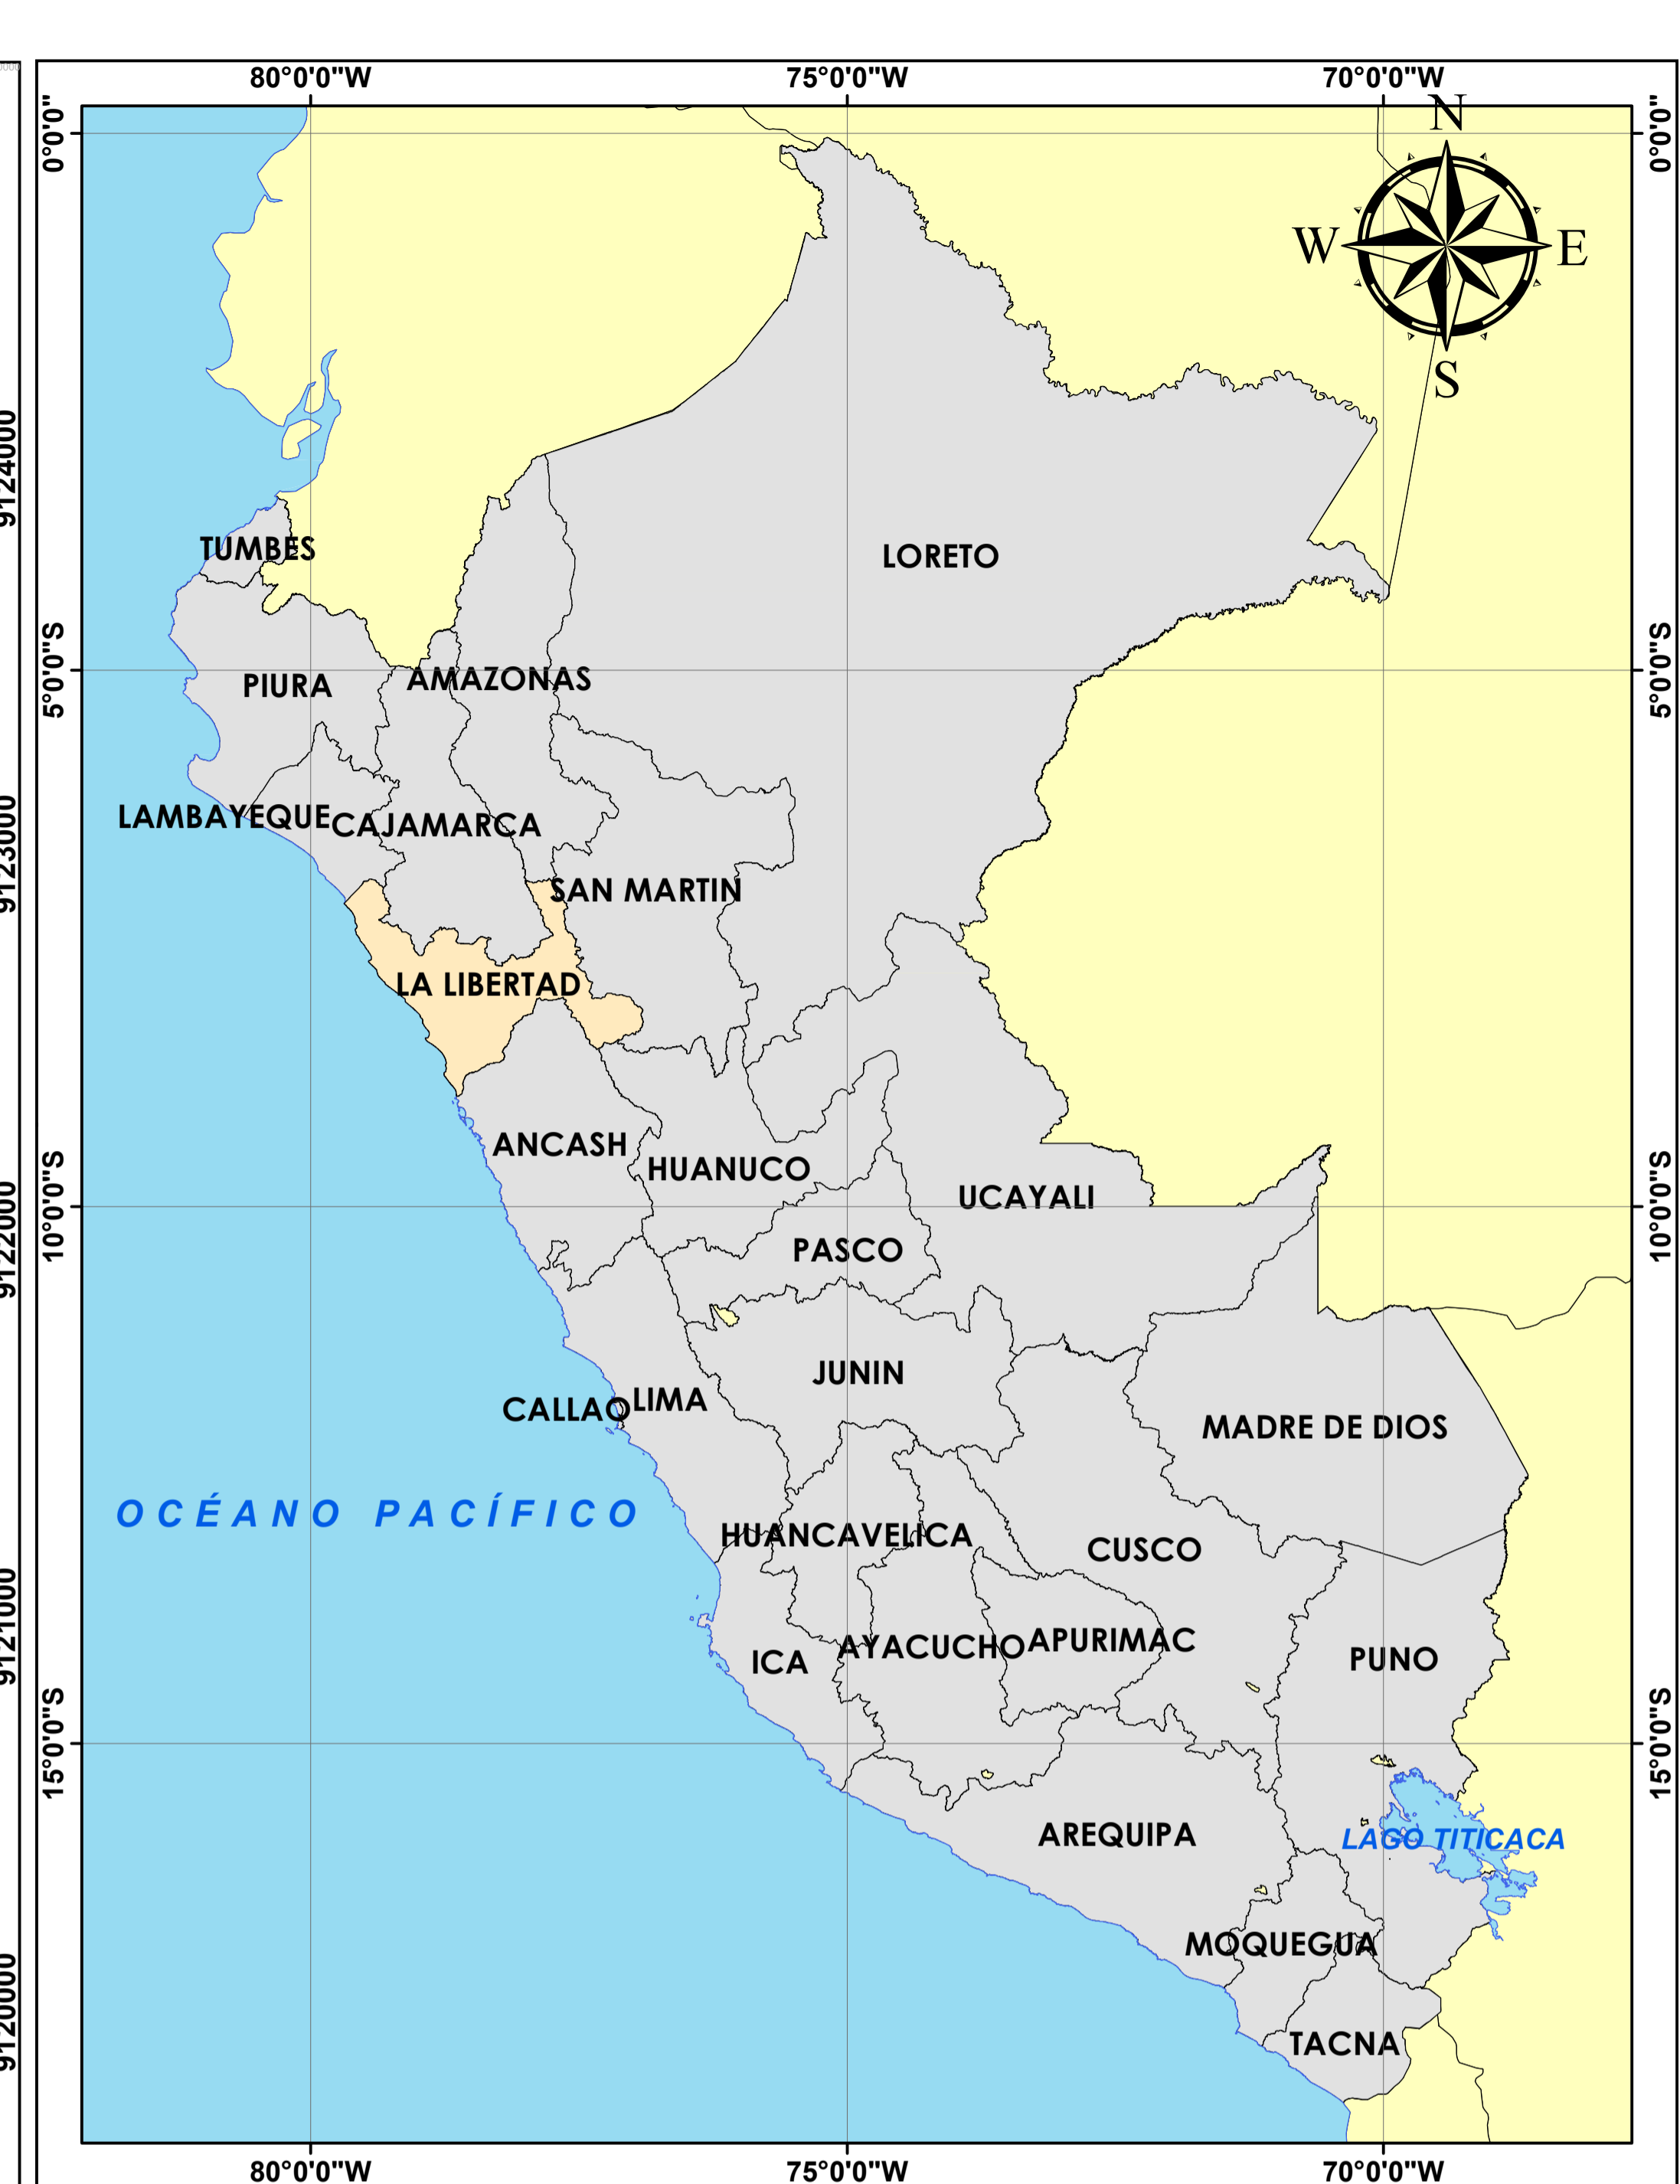 80°0'0"W 75°0'0"W 70°0'0"W
0°0'0" 0°0'0"
N
W E
S
9124000
TUMBES
LORETO
5°0'0"S 5°0'0"S
PIURA AMAZONAS
9123000
LAMBAYEQUE CAJAMARCA
SAN MARTIN
LA LIBERTAD
ANCASH
HUANUCO
UCAYALI
10°0'0"S 10°0'0"S
9122000
PASCO
JUNIN
CALLAO LIMA
MADRE DE DIOS
OCÉANO PACÍFICO
HUANCAVELICA
CUSCO
9121000
ICA AYACUCHO APURIMAC PUNO
15°0'0"S 15°0'0"S
AREQUIPA
LAGO TITICACA
MOQUEGUA
9120000
TACNA
80°0'0"W 75°0'0"W 70°0'0"W